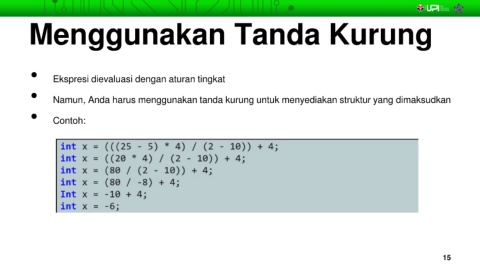 UPI
Menggunakan Tanda Kurung
• Ekspresi dievaluasi dengan aturan tingkat
• Namun, Anda harus menggunakan tanda kurung untuk menyediakan struktur yang dimaksudkan
• Contoh:
int x = (((25 - 5) * 4) / (2 - 10)) + 4;
int x = ((20 * 4) / (2 - 10)) + 4;
int x = (80 / (2 - 10)) + 4;
int x = (80 / -8) + 4;
Int x = -10 + 4;
int x = -6;
15